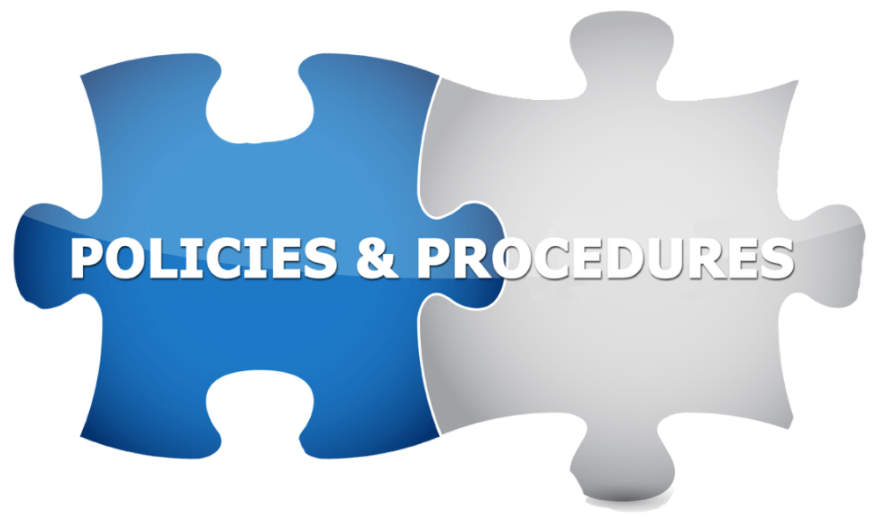 POLICIES & PROCEDURES